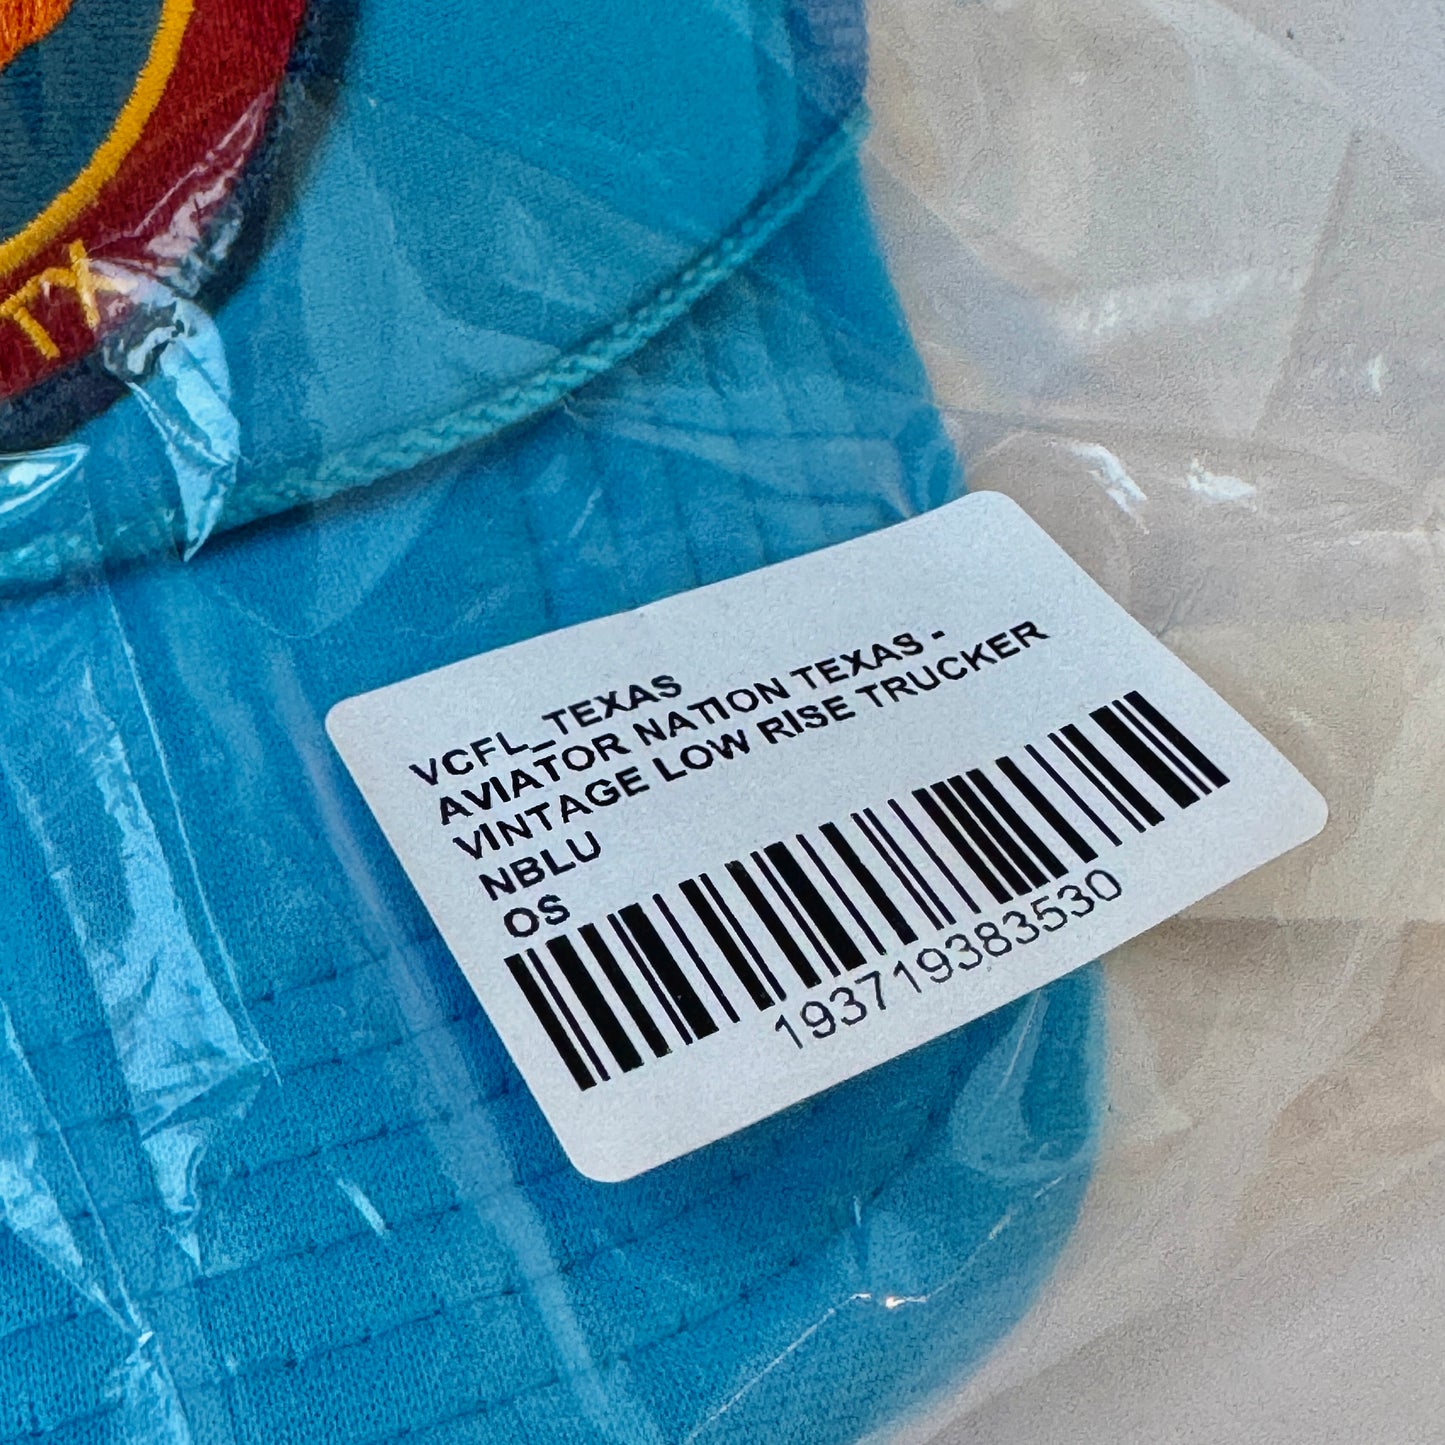 TX
VCFL_TEXAS
AVIATOR NATION TEXAS -
VINTAGE LOW RISE TRUCKER
NBLU
OS
193719383530